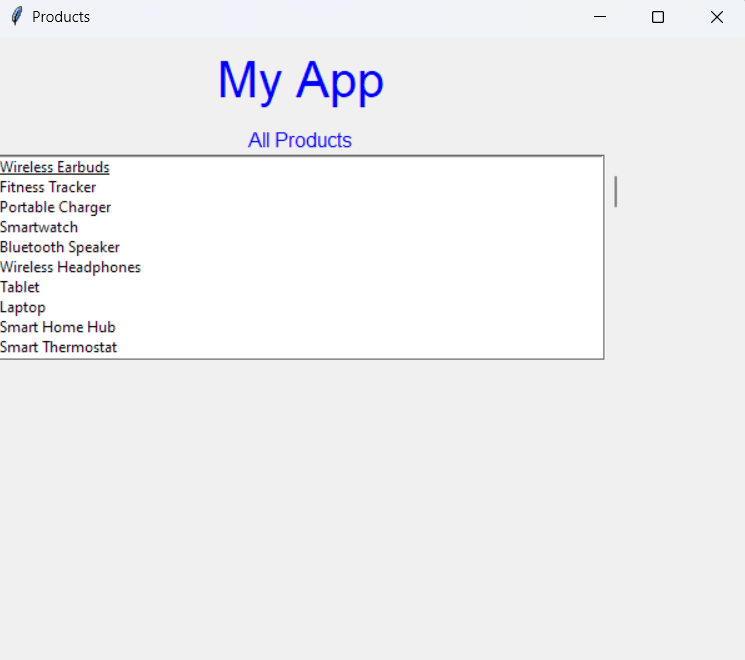 Products
My App
All Products
Wireless Earbuds
Fitness Tracker
Portable Charger
Smartwatch
Bluetooth Speaker
Wireless Headphones
Tablet
Laptop
Smart Home Hub
Smart Thermostat